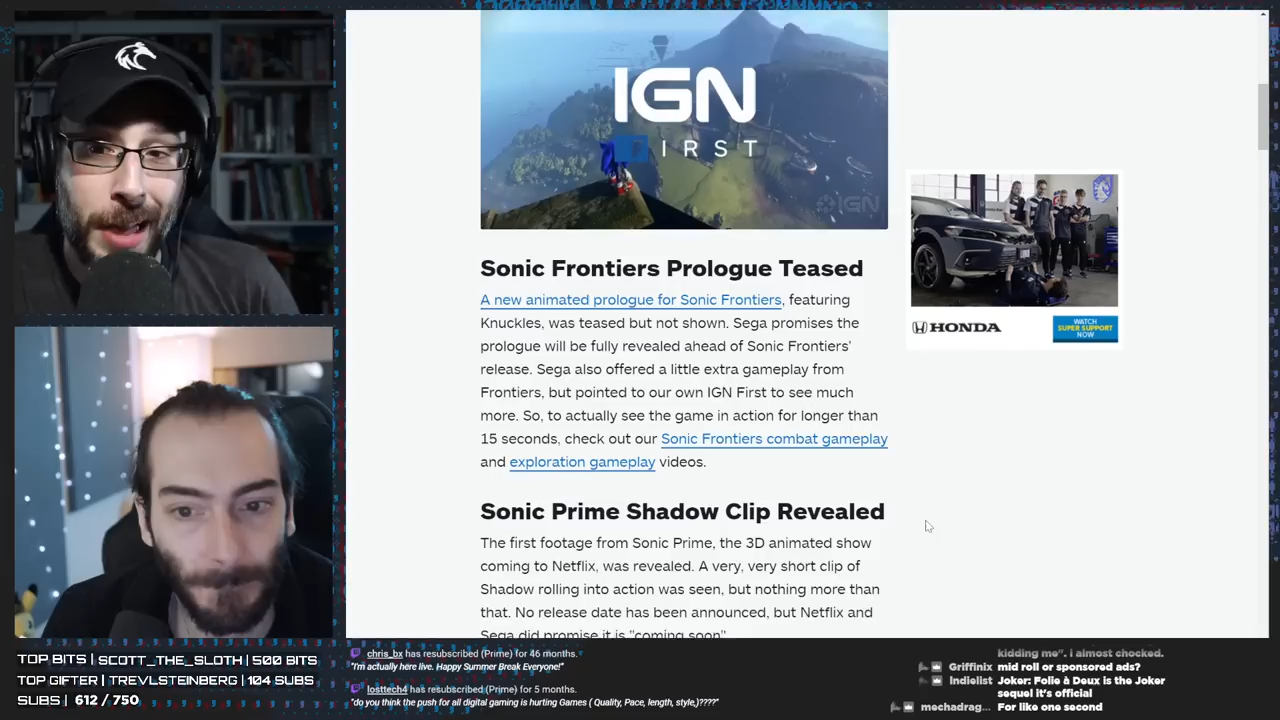 IGN
FIRST
IGN
Sonic Frontiers Prologue Teased
A new animated prologue for Sonic Frontiers, featuring
Knuckles, was teased but not shown. Sega promises the
prologue will be fully revealed ahead of Sonic Frontiers'
release. Sega also offered a little extra gameplay from
Frontiers, but pointed to our own IGN First to see much
more. So, to actually see the game in action for longer than
15 seconds, check out our Sonic Frontiers combat gameplay
and exploration gameplay videos.
Sonic Prime Shadow Clip Revealed
The first footage from Sonic Prime, the 3D animated show
coming to Netflix, was revealed. A very, very short clip of
Shadow rolling into action was seen, but nothing more than
that. No release date has been announced, but Netflix and
Sega did promise it is "coming soon"
HONDA
WATCH
SUPER SUPPORT
NOW
TOP BITS | SCOTT_THE_SLOTH | 500 BITS
TOP GIFTER | TREVLSTEINBERG | 104 SUBS
SUBS | 612 / 750
chris_bx has resubscribed (Prime) for 46 months.
"I'm actually here live. Happy Summer Break Everyone!"
losttech4 has resubscribed (Prime) for 5 months.
"do you think the push for all digital gaming is hurting Games ( Quality, Pace, length, style,)????"
kidding me". i almost chocked.
Griffinix mid roll or sponsored ads?
Indielist Joker: Folie à Deux is the Joker
sequel it's official
mechadrag... For like one second